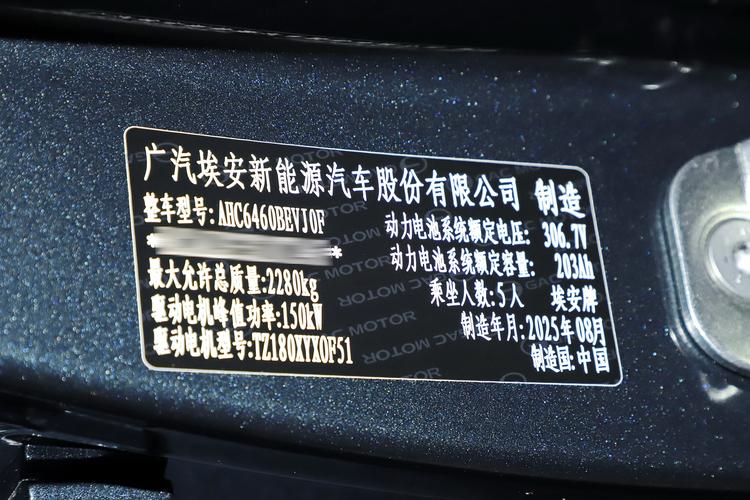 广汽埃安新能源汽车股份有限公司 制造
整车型号:AHC6460BEVJ0F
* *
最大允许总质量:2280kg
驱动电机峰值功率:150kW
驱动电机型号:TZ180XYX0F51
动力电池系统额定电压: 306.7V
动力电池系统额定容量: 203Ah
乘坐人数:5人 埃安牌
制造年月:2025年08月
制造国:中国
GAC MOTOR